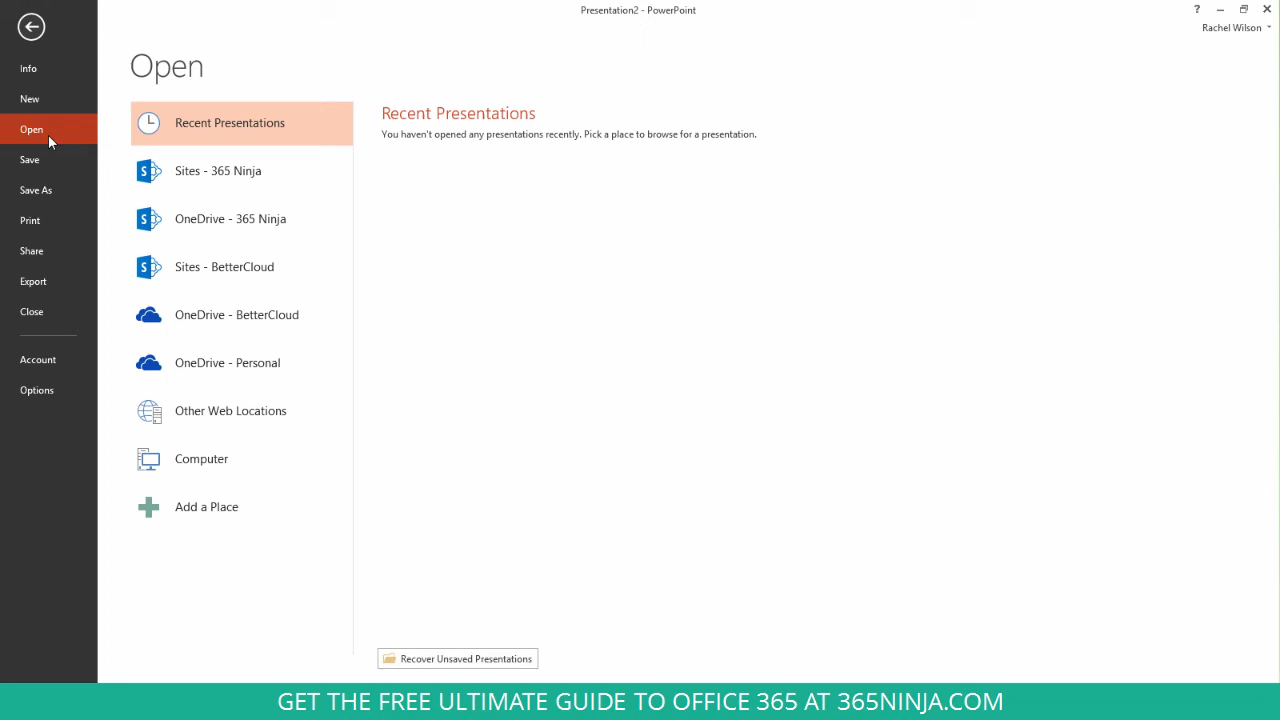 Presentation2 - PowerPoint
?
Rachel Wilson
Info
New
Open
Save
Save As
Print
Share
Export
Close
Account
Options
Open
Recent Presentations
Sites - 365 Ninja
OneDrive - 365 Ninja
Sites - BetterCloud
OneDrive - BetterCloud
OneDrive - Personal
Other Web Locations
Computer
Add a Place
Recent Presentations
You haven't opened any presentations recently. Pick a place to browse for a presentation.
Recover Unsaved Presentations
GET THE FREE ULTIMATE GUIDE TO OFFICE 365 AT 365NINJA.COM